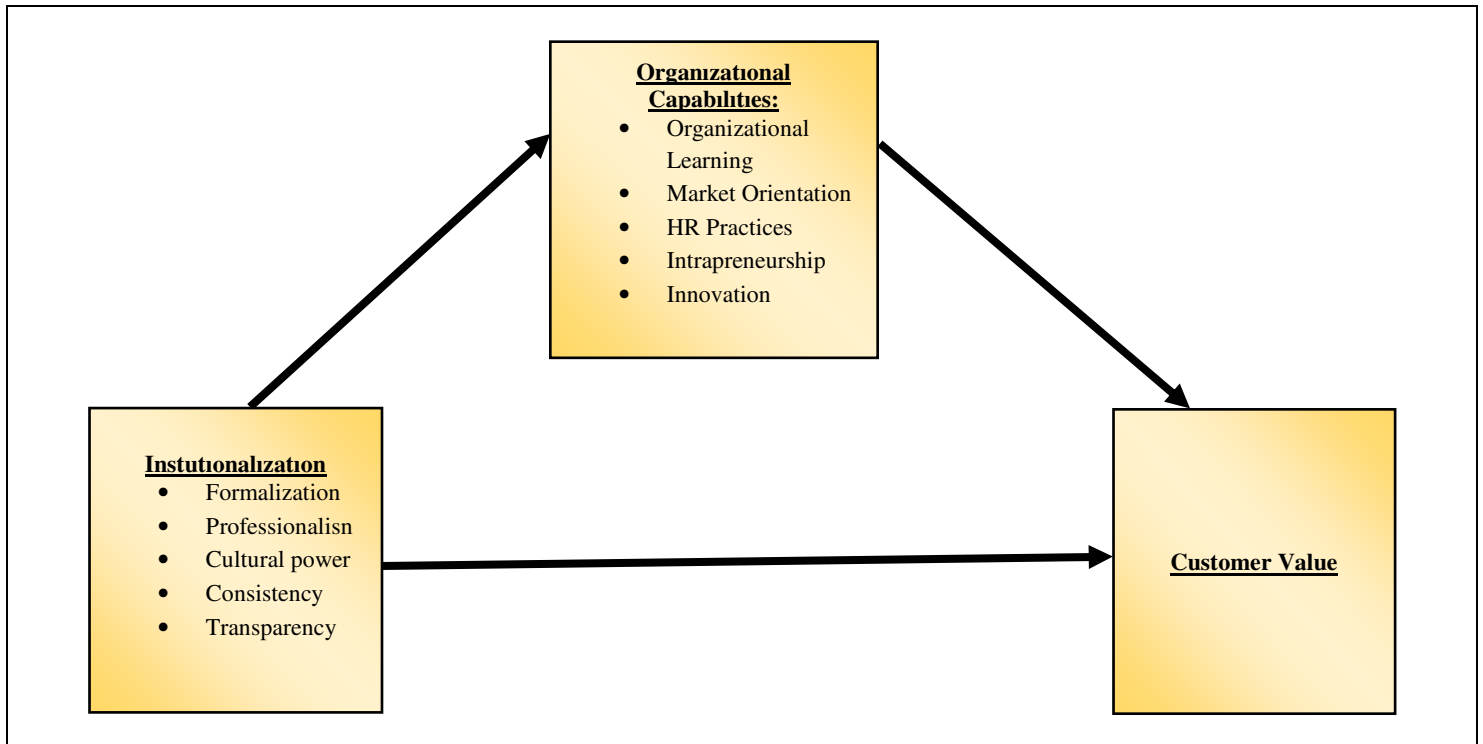 Organızatıonal
Capabılıtıes:
• Organizational
Learning
• Market Orientation
• HR Practices
• Intrapreneurship
• Innovation
Instutıonalızatıon
• Formalization
• Professionalisn
• Cultural power
• Consistency
• Transparency
Customer Value